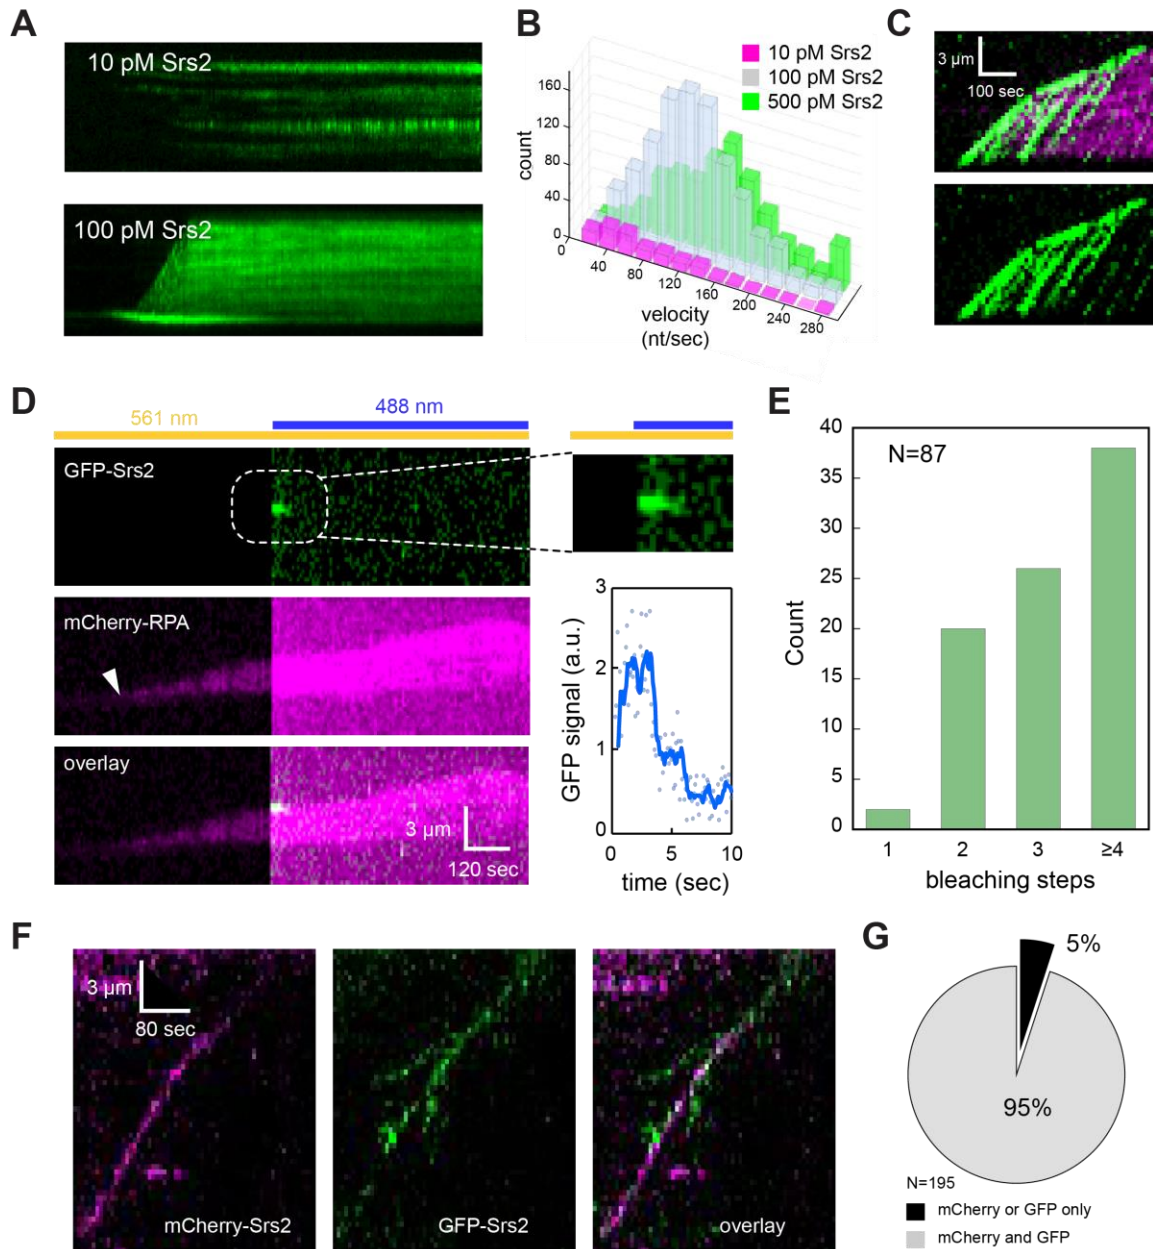 A
10 pM Srs2
100 pM Srs2
B
10 pM Srs2
100 pM Srs2
500 pM Srs2
160
120
80
40
0
count
0
40
80
120
160
200
240
280
velocity
(nt/sec)
C
3 µm
100 sec
D
561 nm
488 nm
GFP-Srs2
mCherry-RPA
overlay
3 µm
120 sec
3
2
1
0
GFP signal (a.u.)
0 5 10
time (sec)
E
N=87
40
35
30
25
20
15
10
5
0
Count
1 2 3 ≥4
bleaching steps
F
3 µm
80 sec
mCherry-Srs2
GFP-Srs2
overlay
G
5%
95%
N=195
mCherry or GFP only
mCherry and GFP